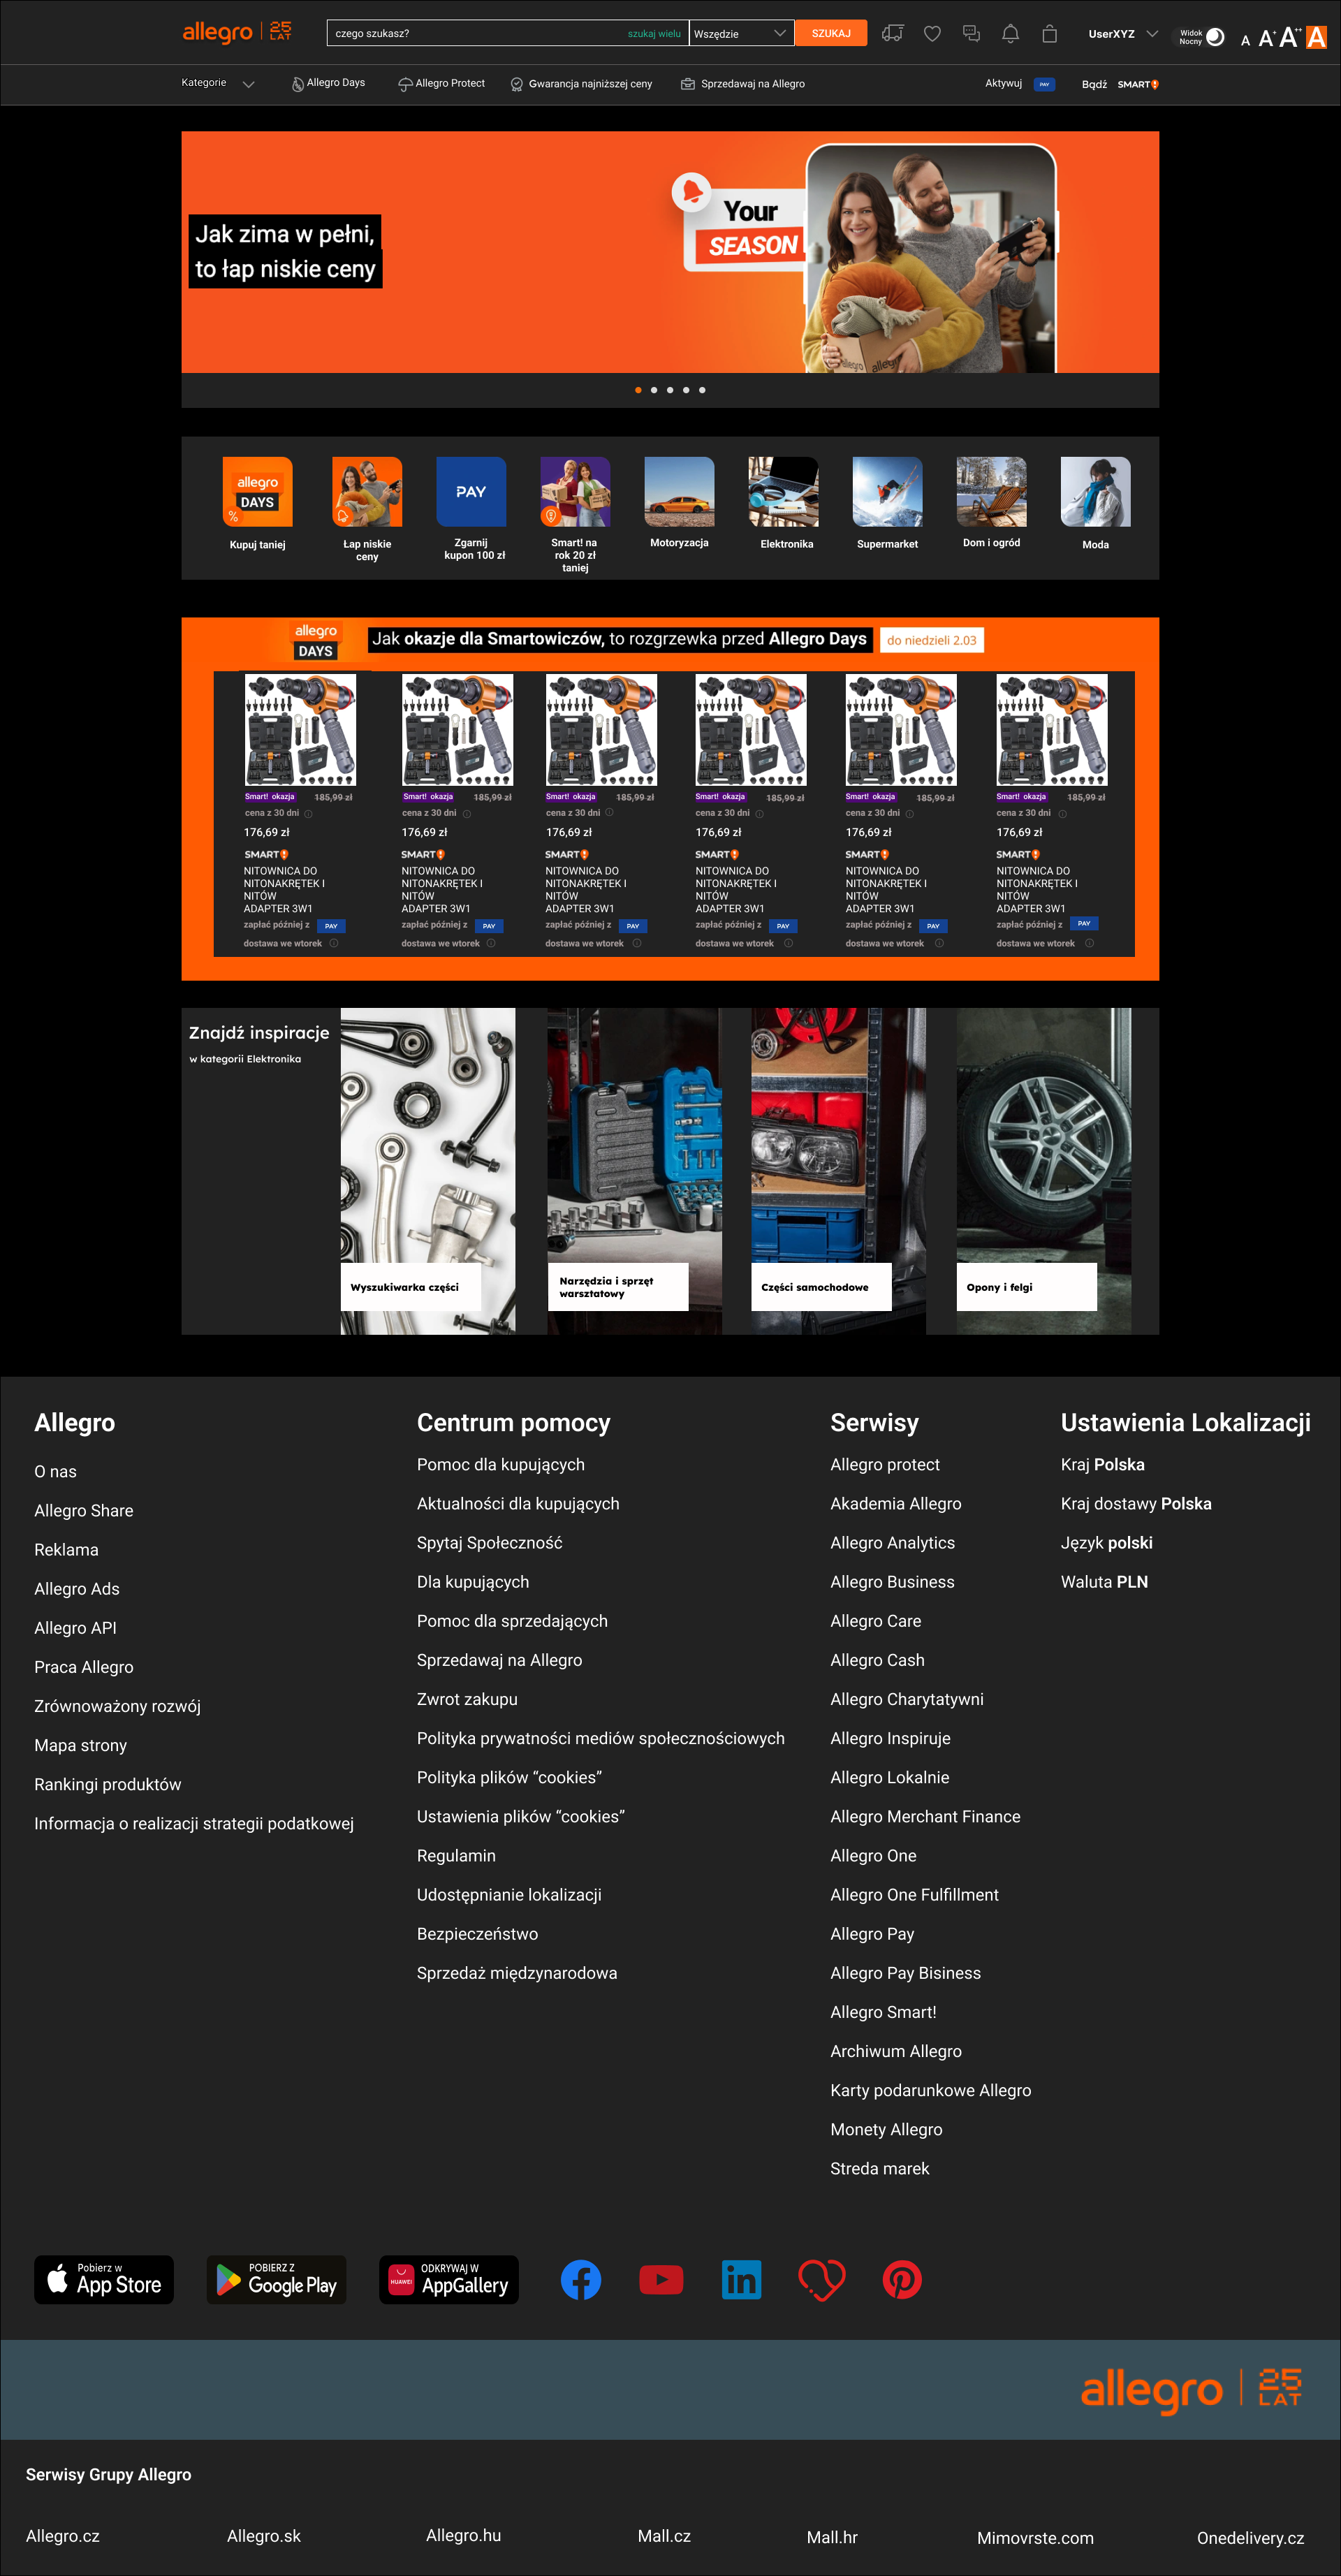 allegro 25 LAT
czego szukasz? szukaj wielu Wszędzie SZUKAJ
UserXYZ
Widok
Nocny
A A+ A++ A
Kategorie Allegro Days Allegro Protect Gwarancja najniższej ceny Sprzedawaj na Allegro Aktywuj PAY Bądź SMART!
Jak zima w pełni,
to łap niskie ceny
Your
SEASON
allegro allegro
allegro
DAYS
%
PAY
Kupuj taniej
Łap niskie
ceny
Zgarnij
kupon 100 zł
Smart! na
rok 20 zł
taniej
Motoryzacja
Elektronika
Supermarket
Dom i ogród
Moda
allegro
DAYS
Jak okazje dla Smartowiczów, to rozgrzewka przed Allegro Days do niedzieli 2.03
Smart! okazja 185,99 zł
cena z 30 dni
176,69 zł
SMART!
NITOWNICA DO
NITONAKRĘTEK I
NITÓW
ADAPTER 3W1
zapłać później z PAY
dostawa we wtorek
Smart! okazja 185,99 zł
cena z 30 dni
176,69 zł
SMART!
NITOWNICA DO
NITONAKRĘTEK I
NITÓW
ADAPTER 3W1
zapłać później z PAY
dostawa we wtorek
Smart! okazja 185,99 zł
cena z 30 dni
176,69 zł
SMART!
NITOWNICA DO
NITONAKRĘTEK I
NITÓW
ADAPTER 3W1
zapłać później z PAY
dostawa we wtorek
Smart! okazja 185,99 zł
cena z 30 dni
176,69 zł
SMART!
NITOWNICA DO
NITONAKRĘTEK I
NITÓW
ADAPTER 3W1
zapłać później z PAY
dostawa we wtorek
Smart! okazja 185,99 zł
cena z 30 dni
176,69 zł
SMART!
NITOWNICA DO
NITONAKRĘTEK I
NITÓW
ADAPTER 3W1
zapłać później z PAY
dostawa we wtorek
Smart! okazja 185,99 zł
cena z 30 dni
176,69 zł
SMART!
NITOWNICA DO
NITONAKRĘTEK I
NITÓW
ADAPTER 3W1
zapłać później z PAY
dostawa we wtorek
Znajdź inspiracje
w kategorii Elektronika
Wyszukiwarka części
Narzędzia i sprzęt
warsztatowy
Części samochodowe
Opony i felgi
Allegro
O nas
Allegro Share
Reklama
Allegro Ads
Allegro API
Praca Allegro
Zrównoważony rozwój
Mapa strony
Rankingi produktów
Informacja o realizacji strategii podatkowej
Centrum pomocy
Pomoc dla kupujących
Aktualności dla kupujących
Spytaj Społeczność
Dla kupujących
Pomoc dla sprzedających
Sprzedawaj na Allegro
Zwrot zakupu
Polityka prywatności mediów społecznościowych
Polityka plików “cookies”
Ustawienia plików “cookies”
Regulamin
Udostępnianie lokalizacji
Bezpieczeństwo
Sprzedaż międzynarodowa
Serwisy
Allegro protect
Akademia Allegro
Allegro Analytics
Allegro Business
Allegro Care
Allegro Cash
Allegro Charytatywni
Allegro Inspiruje
Allegro Lokalnie
Allegro Merchant Finance
Allegro One
Allegro One Fulfillment
Allegro Pay
Allegro Pay Bisiness
Allegro Smart!
Archiwum Allegro
Karty podarunkowe Allegro
Monety Allegro
Streda marek
Ustawienia Lokalizacji
Kraj Polska
Kraj dostawy Polska
Język polski
Waluta PLN
Pobierz w
App Store
POBIERZ Z
Google Play
HUAWEI
ODKRYWAJ W
AppGallery
allegro 25 LAT
Serwisy Grupy Allegro
Allegro.cz Allegro.sk Allegro.hu Mall.cz Mall.hr Mimovrste.com Onedelivery.cz